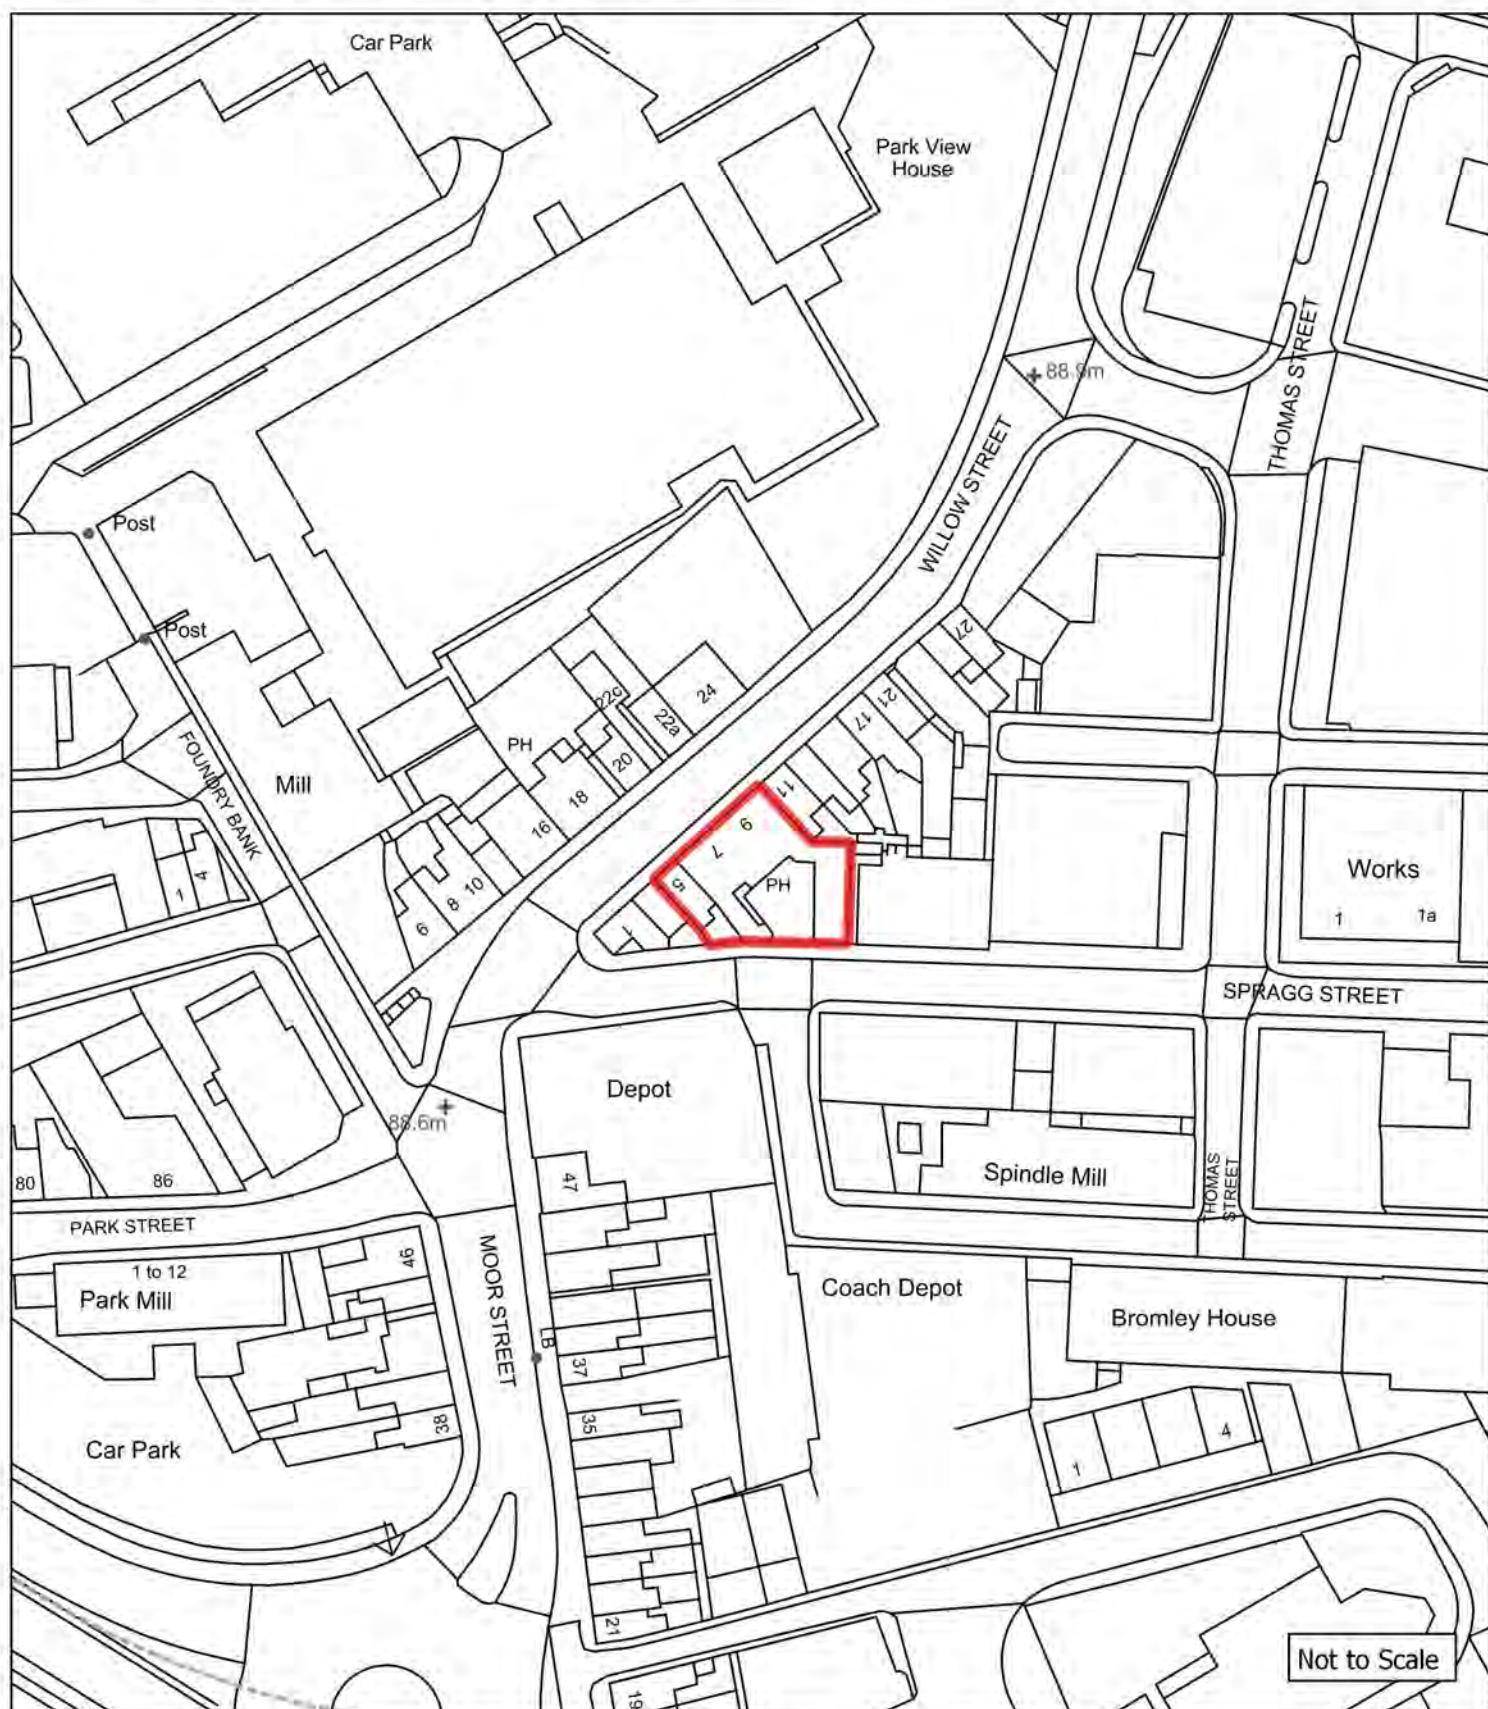 Car Park
Park View
House
88.9m
THOMAS STREET
WILLOW STREET
Post
Post
27
22c
24
22a
21
17
PH
20
FOUNDRY BANK
Mill
18
11
16
9
7
Works
4
1
10
8
6
5
PH
1
1a
1
SPRAGG STREET
Depot
88.6m
47
80
86
Spindle Mill
THOMAS
STREET
PARK STREET
MOOR STREET
46
1 to 12
Park Mill
Coach Depot
Bromley House
LB
37
35
38
Car Park
4
1
21
Not to Scale
19